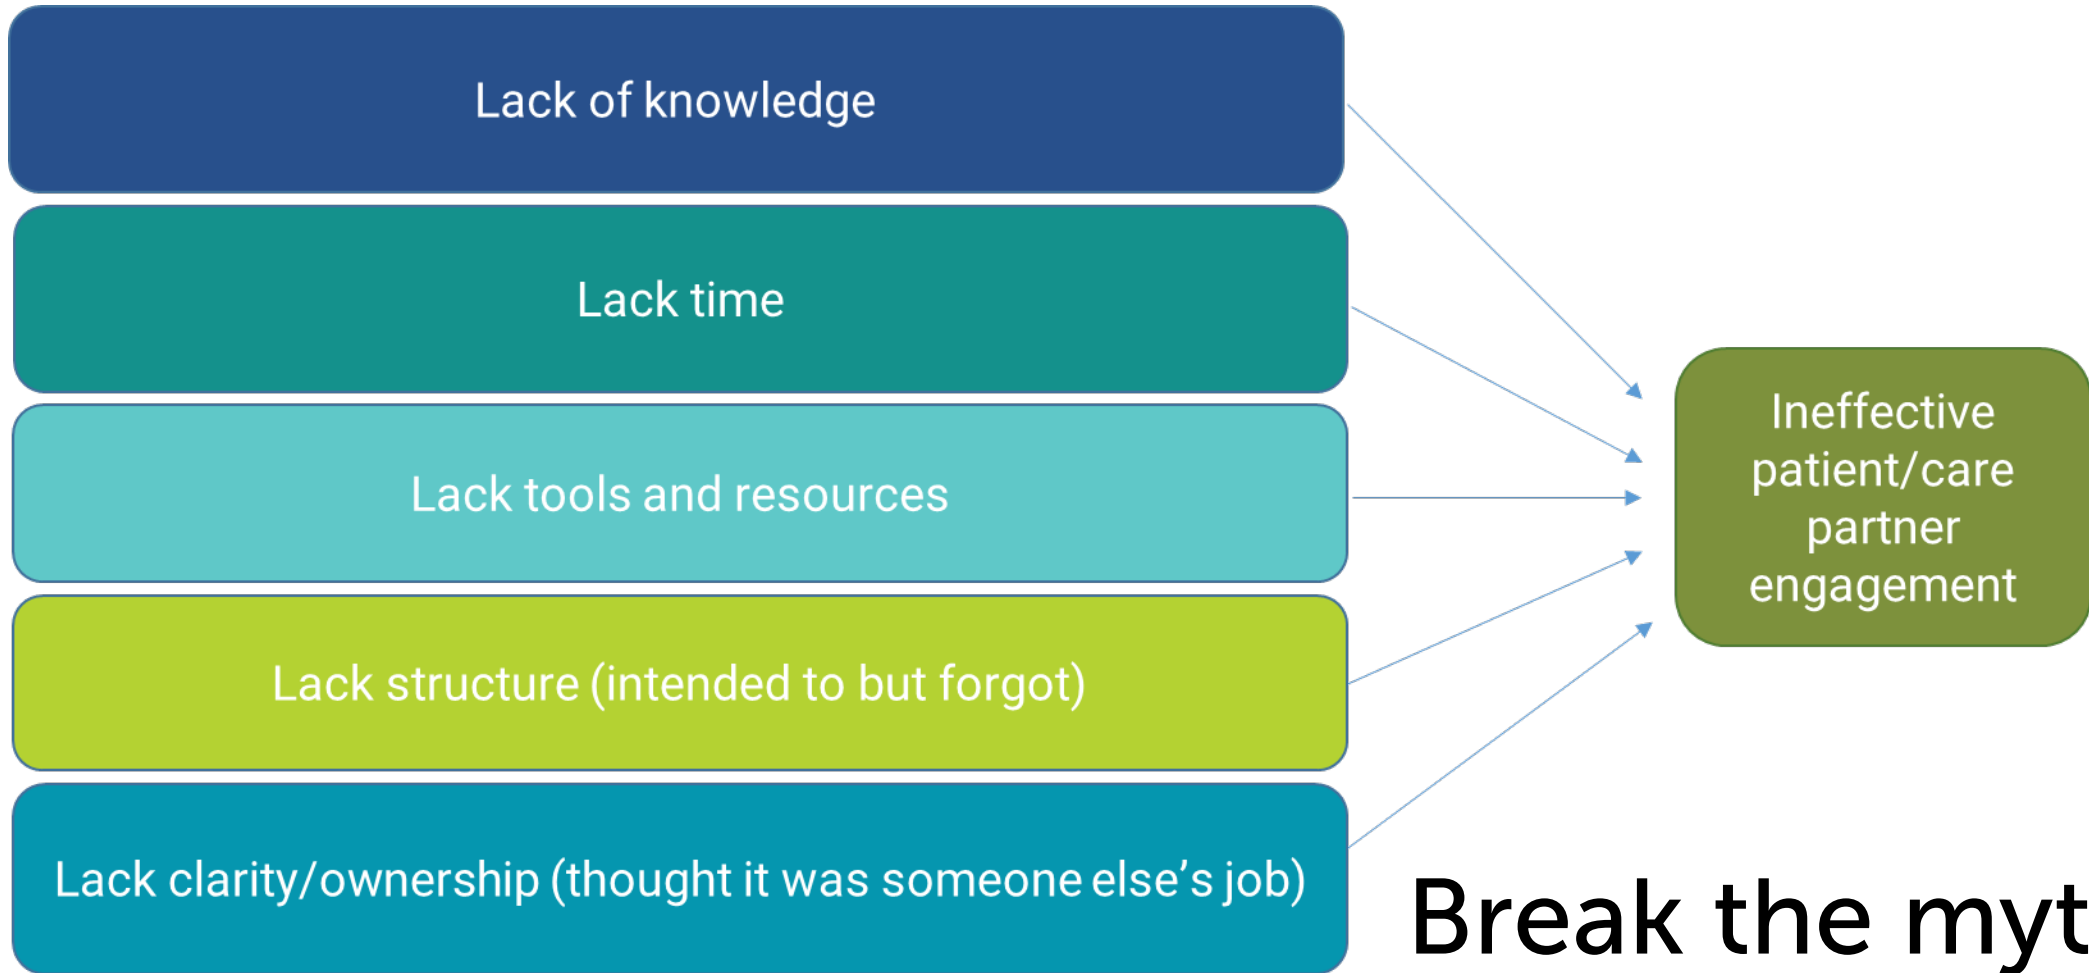 Lack of knowledge
Lack time
Lack tools and resources
Lack structure (intended to but forgot)
Lack clarity/ownership (thought it was someone else’s job)
Ineffective
patient/care
partner
engagement
Break the myt